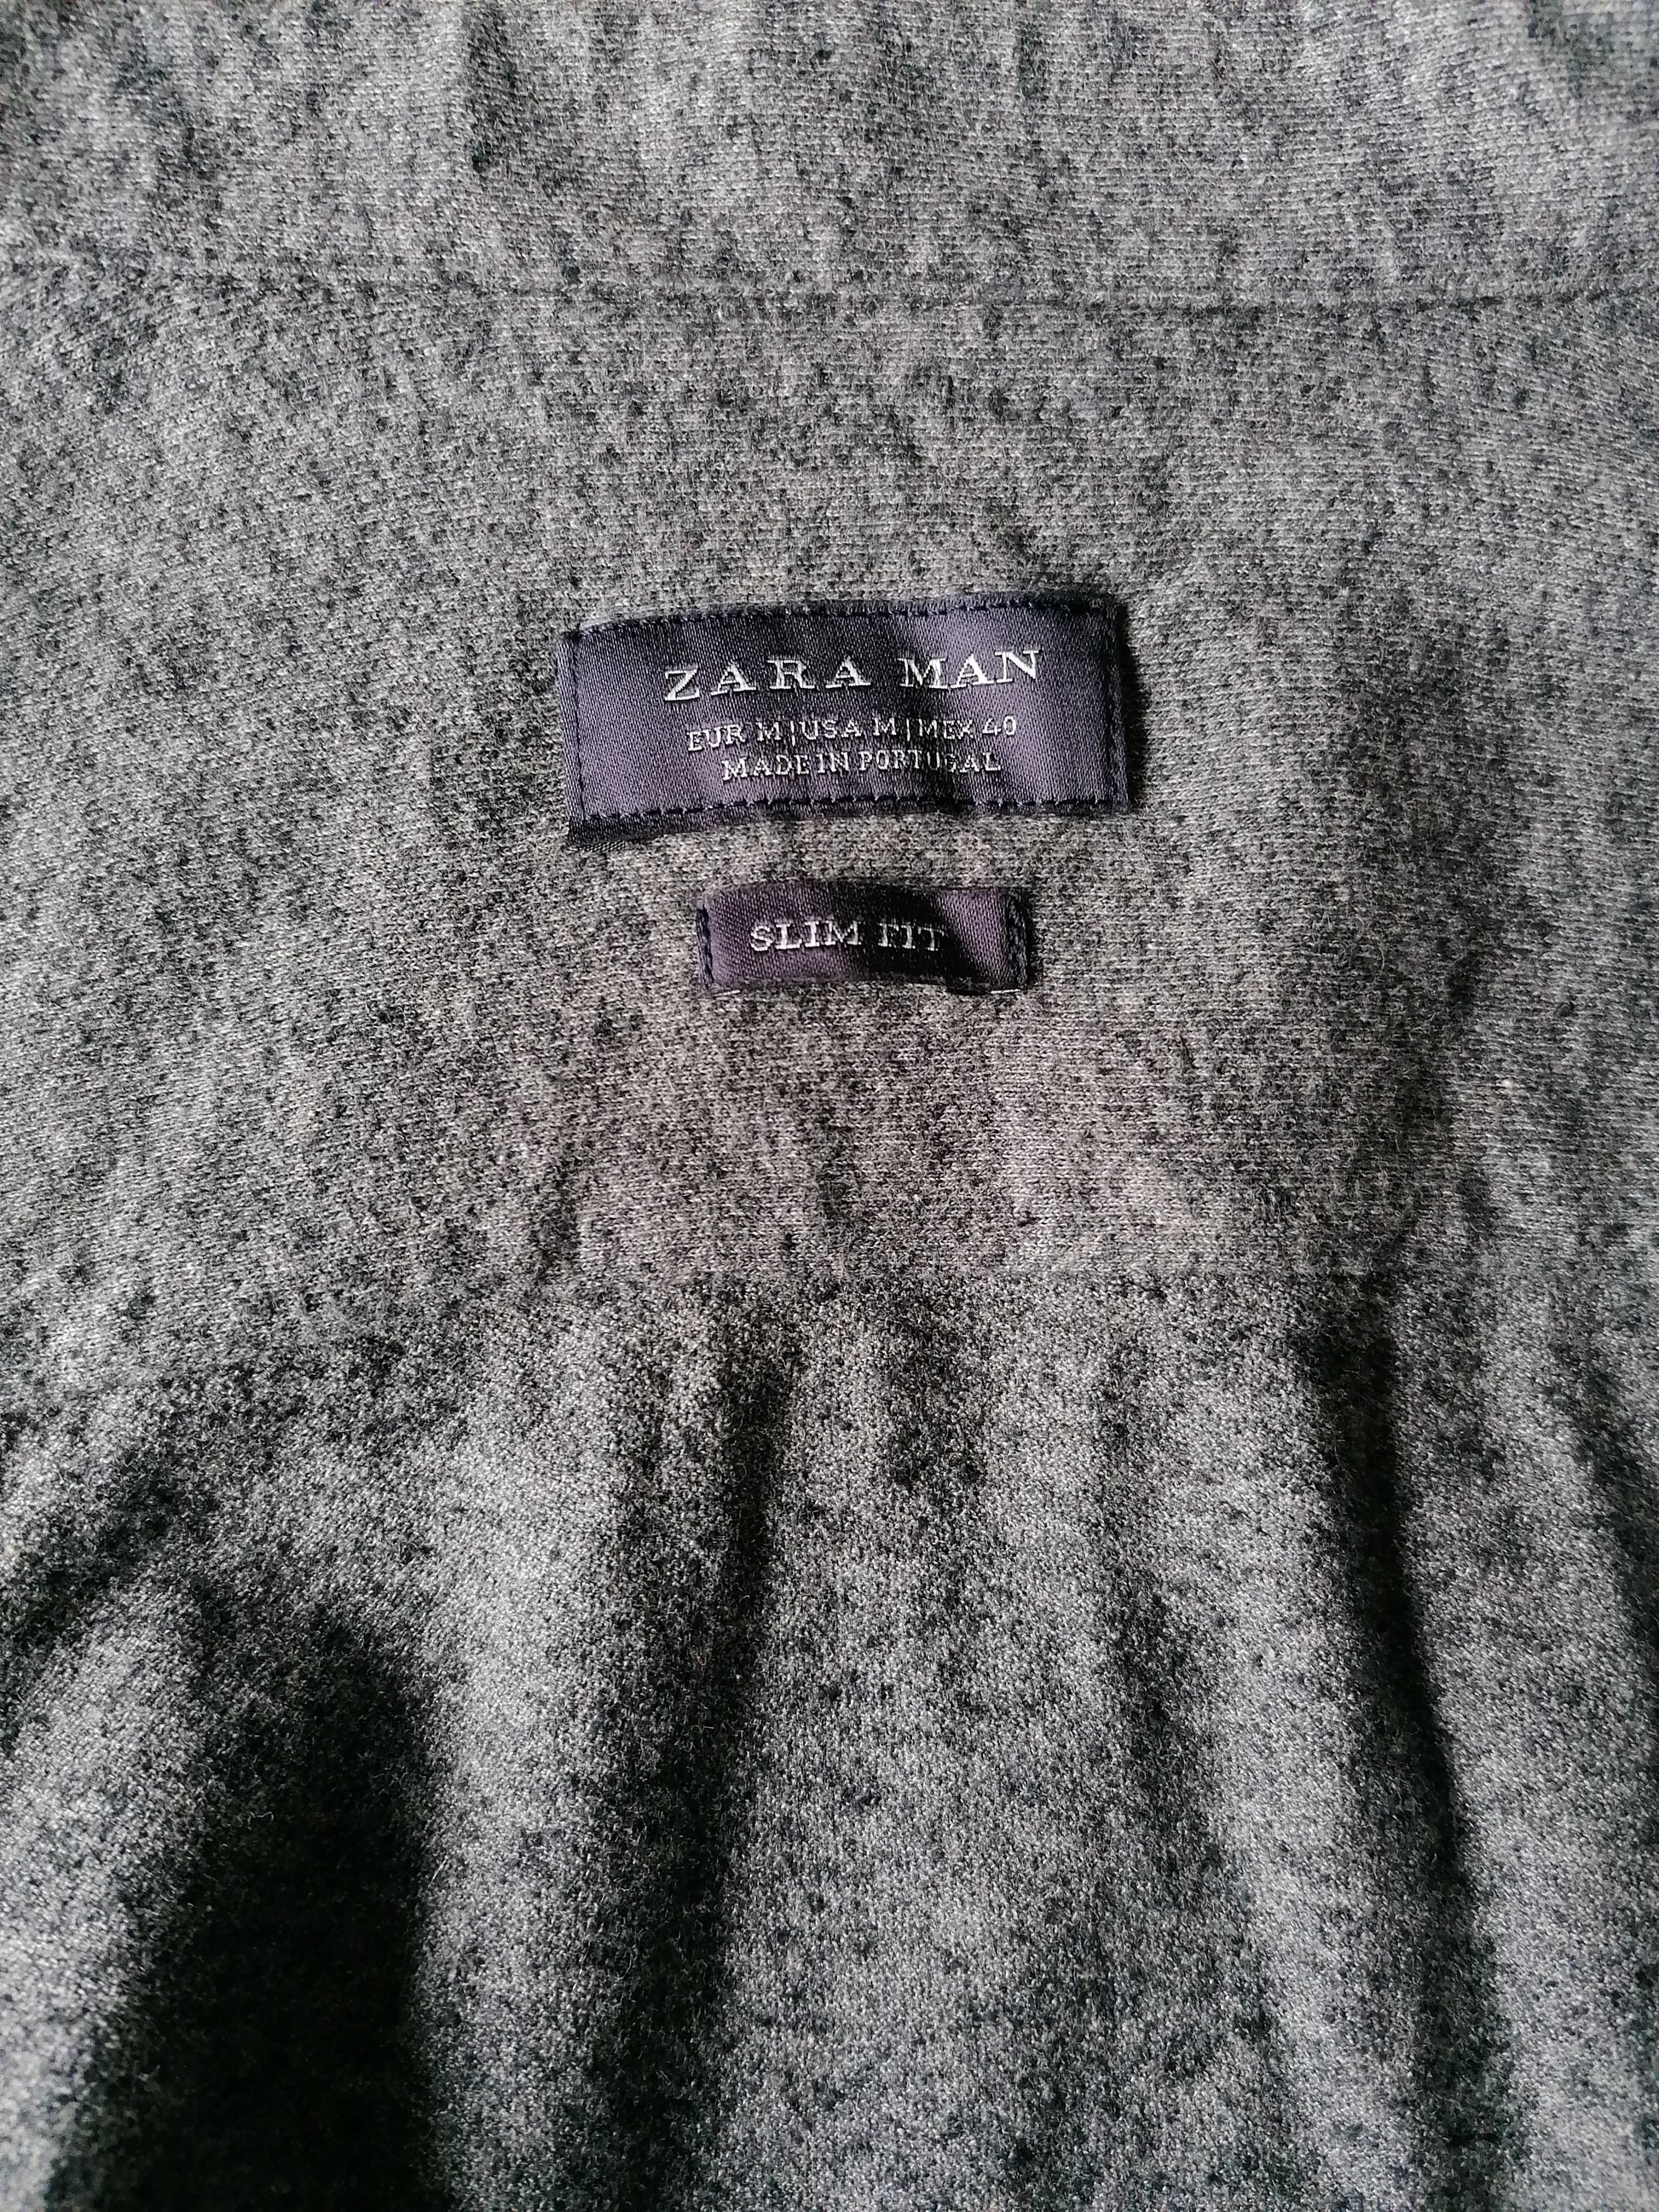 ZARA MAN
EUR M | USA M | MEX 40
MADE IN PORTUGAL
SLIM FIT